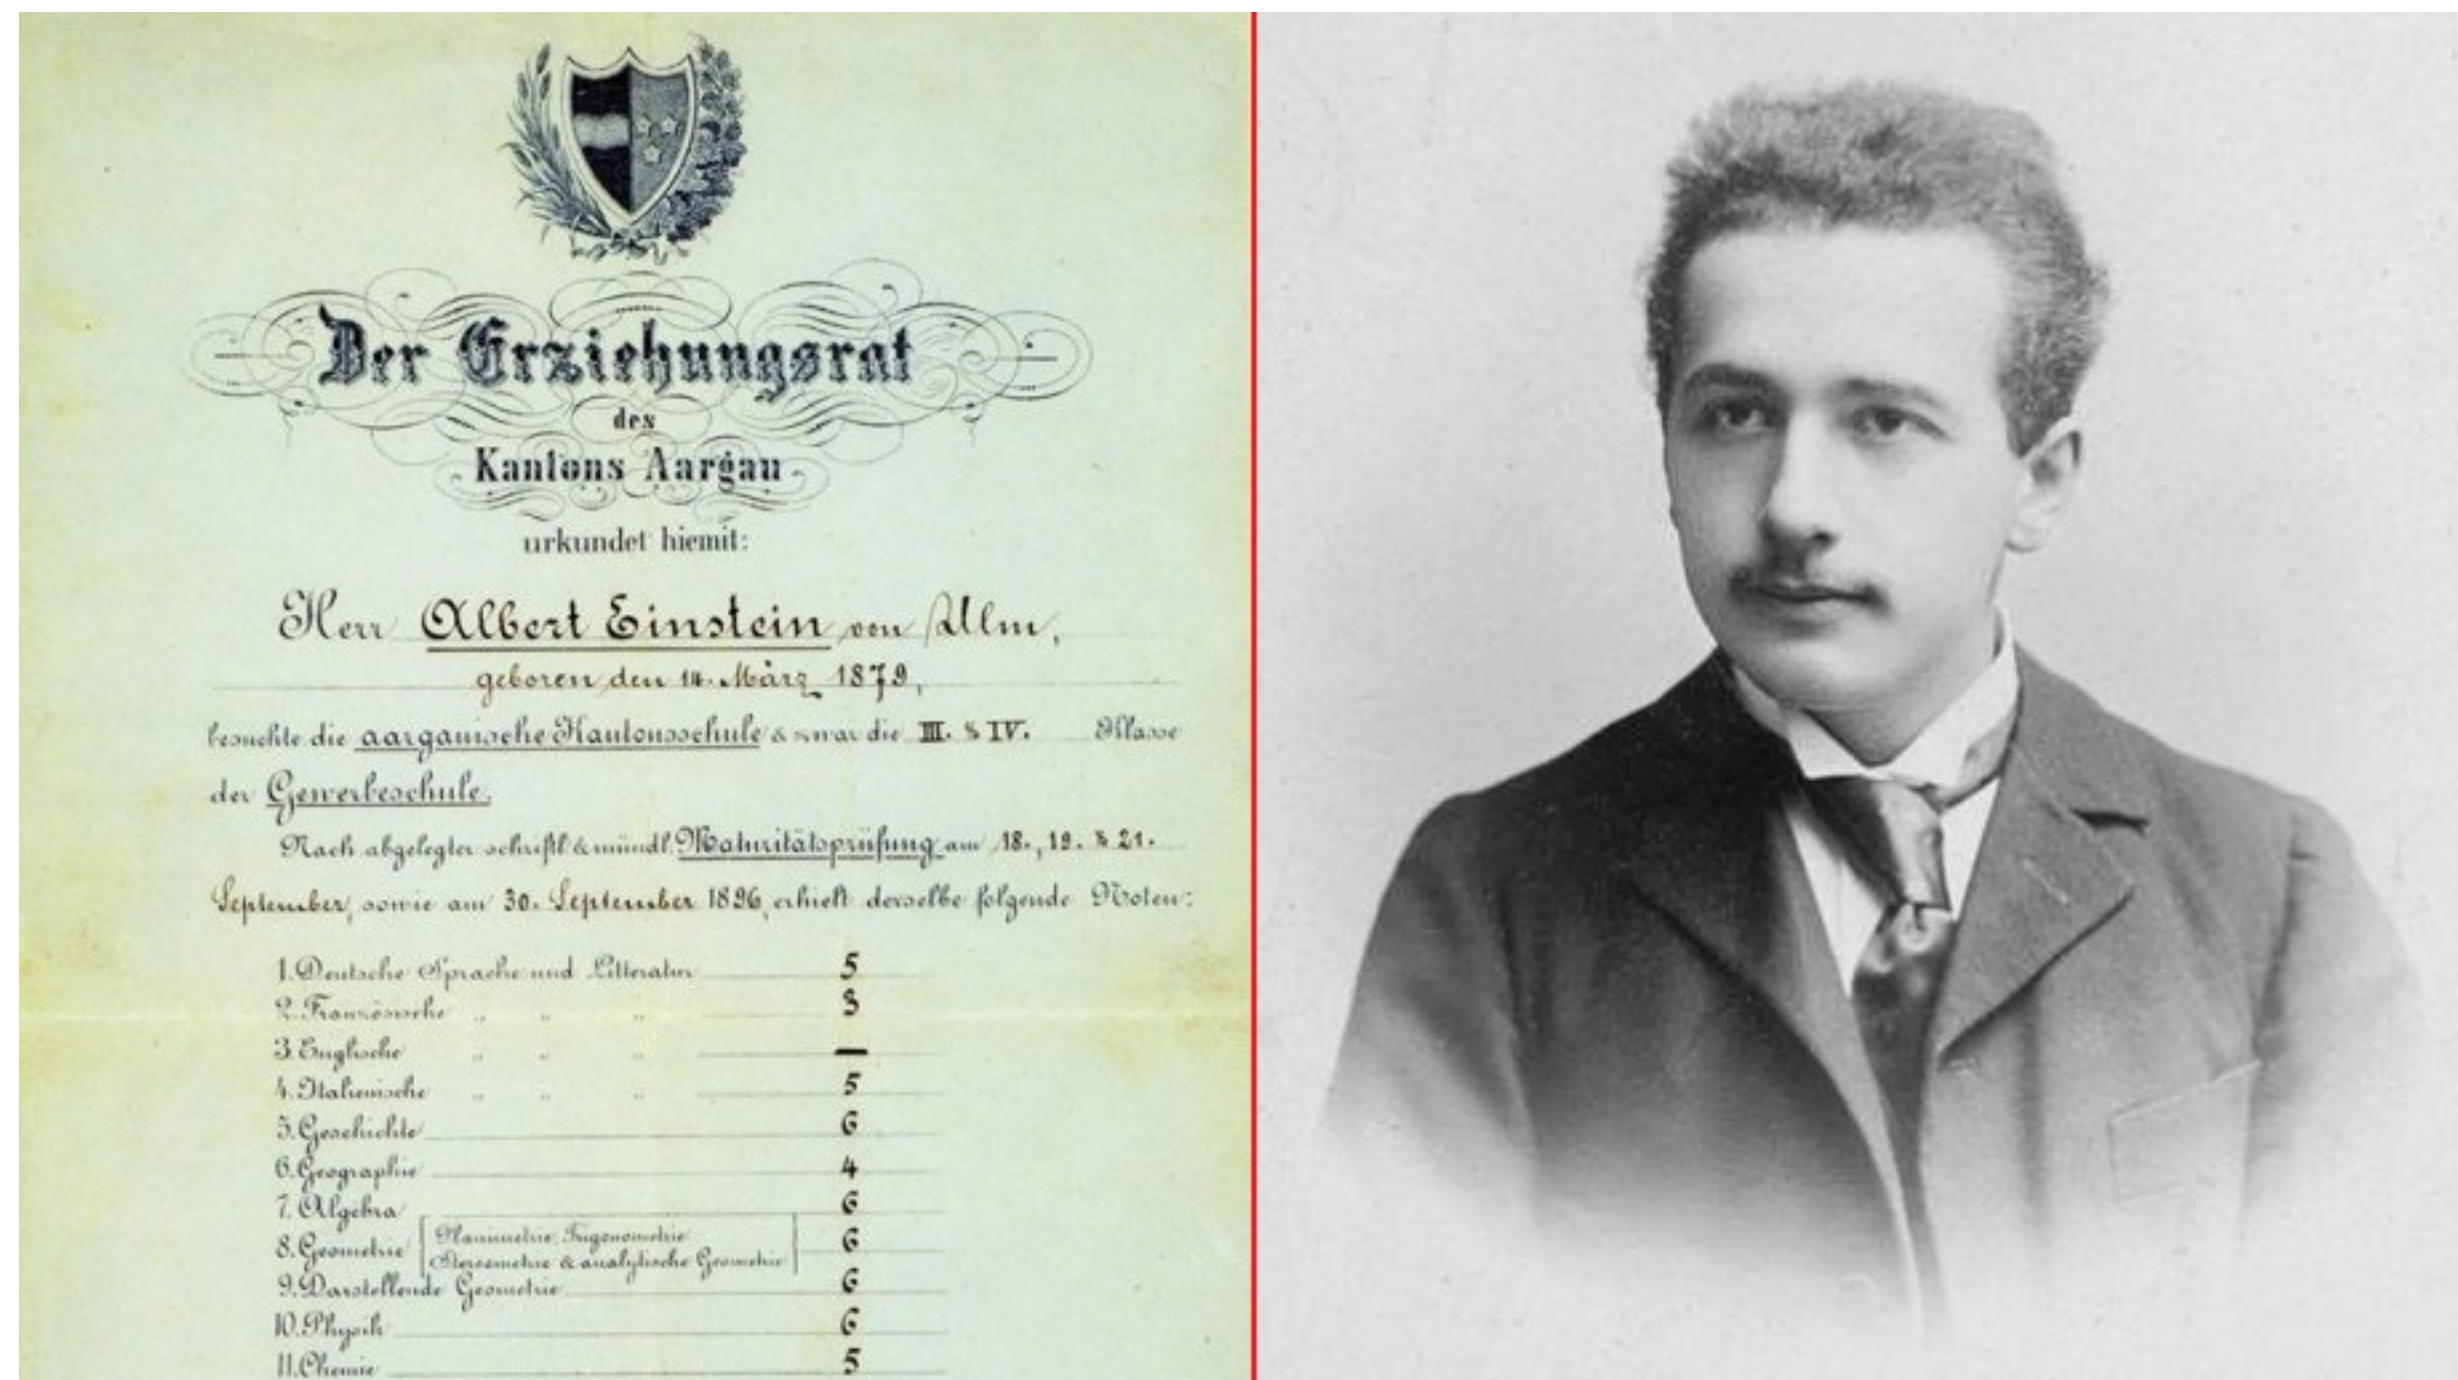 Der Erziehungsrat
des
Kantons Aargau
urkundet hiemit:
Herr Albert Einstein von Ulm,
geboren den 14. März 1879,
besuchte die aargauische Kantonsschule & zwar die III. & IV. Klasse
der Gewerbeschule.
Nach abgelegter schriftl & mündl Maturitätsprüfung am 18., 19. & 21.
September, sowie am 30. September 1896, erhielt derselbe folgende Noten:
1. Deutsche Sprache und Litteratur 5
2. Französische " " " 3
3. Englische " " " —
4. Italienische " " " 5
5. Geschichte 6
6. Geographie 4
7. Algebra 6
8. Geometrie [Planimetrie, Trigonometrie 6
Stereometrie & analytische Geometrie]
9. Darstellende Geometrie 6
10. Physik 6
11. Chemie 5